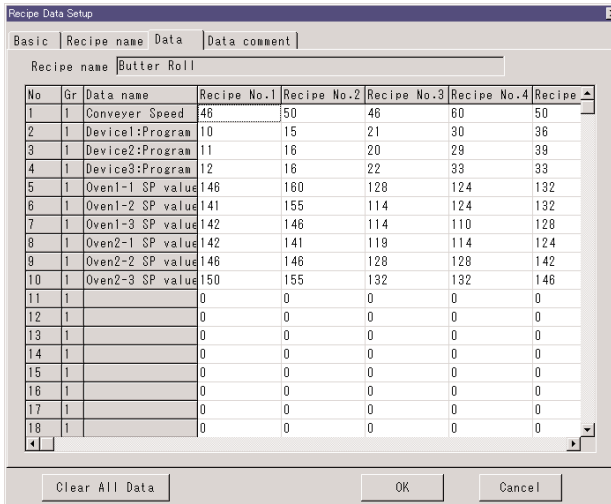 Recipe Data Setup
Basic Recipe name Data Data comment
Recipe name Butter Roll
No Gr Data name Recipe No.1 Recipe No.2 Recipe No.3 Recipe No.4 Recipe
1 1 Conveyer Speed 46 50 46 60 50
2 1 Device1:Program 10 15 21 30 36
3 1 Device2:Program 11 16 20 29 39
4 1 Device3:Program 12 16 22 33 33
5 1 Oven1-1 SP value 146 160 128 124 132
6 1 Oven1-2 SP value 141 155 114 124 132
7 1 Oven1-3 SP value 142 146 114 110 128
8 1 Oven2-1 SP value 142 141 119 114 124
9 1 Oven2-2 SP value 146 146 128 128 142
10 1 Oven2-3 SP value 150 155 132 132 146
11 1 0 0 0 0 0
12 1 0 0 0 0 0
13 1 0 0 0 0 0
14 1 0 0 0 0 0
15 1 0 0 0 0 0
16 1 0 0 0 0 0
17 1 0 0 0 0 0
18 1 0 0 0 0 0
Clear All Data OK Cancel